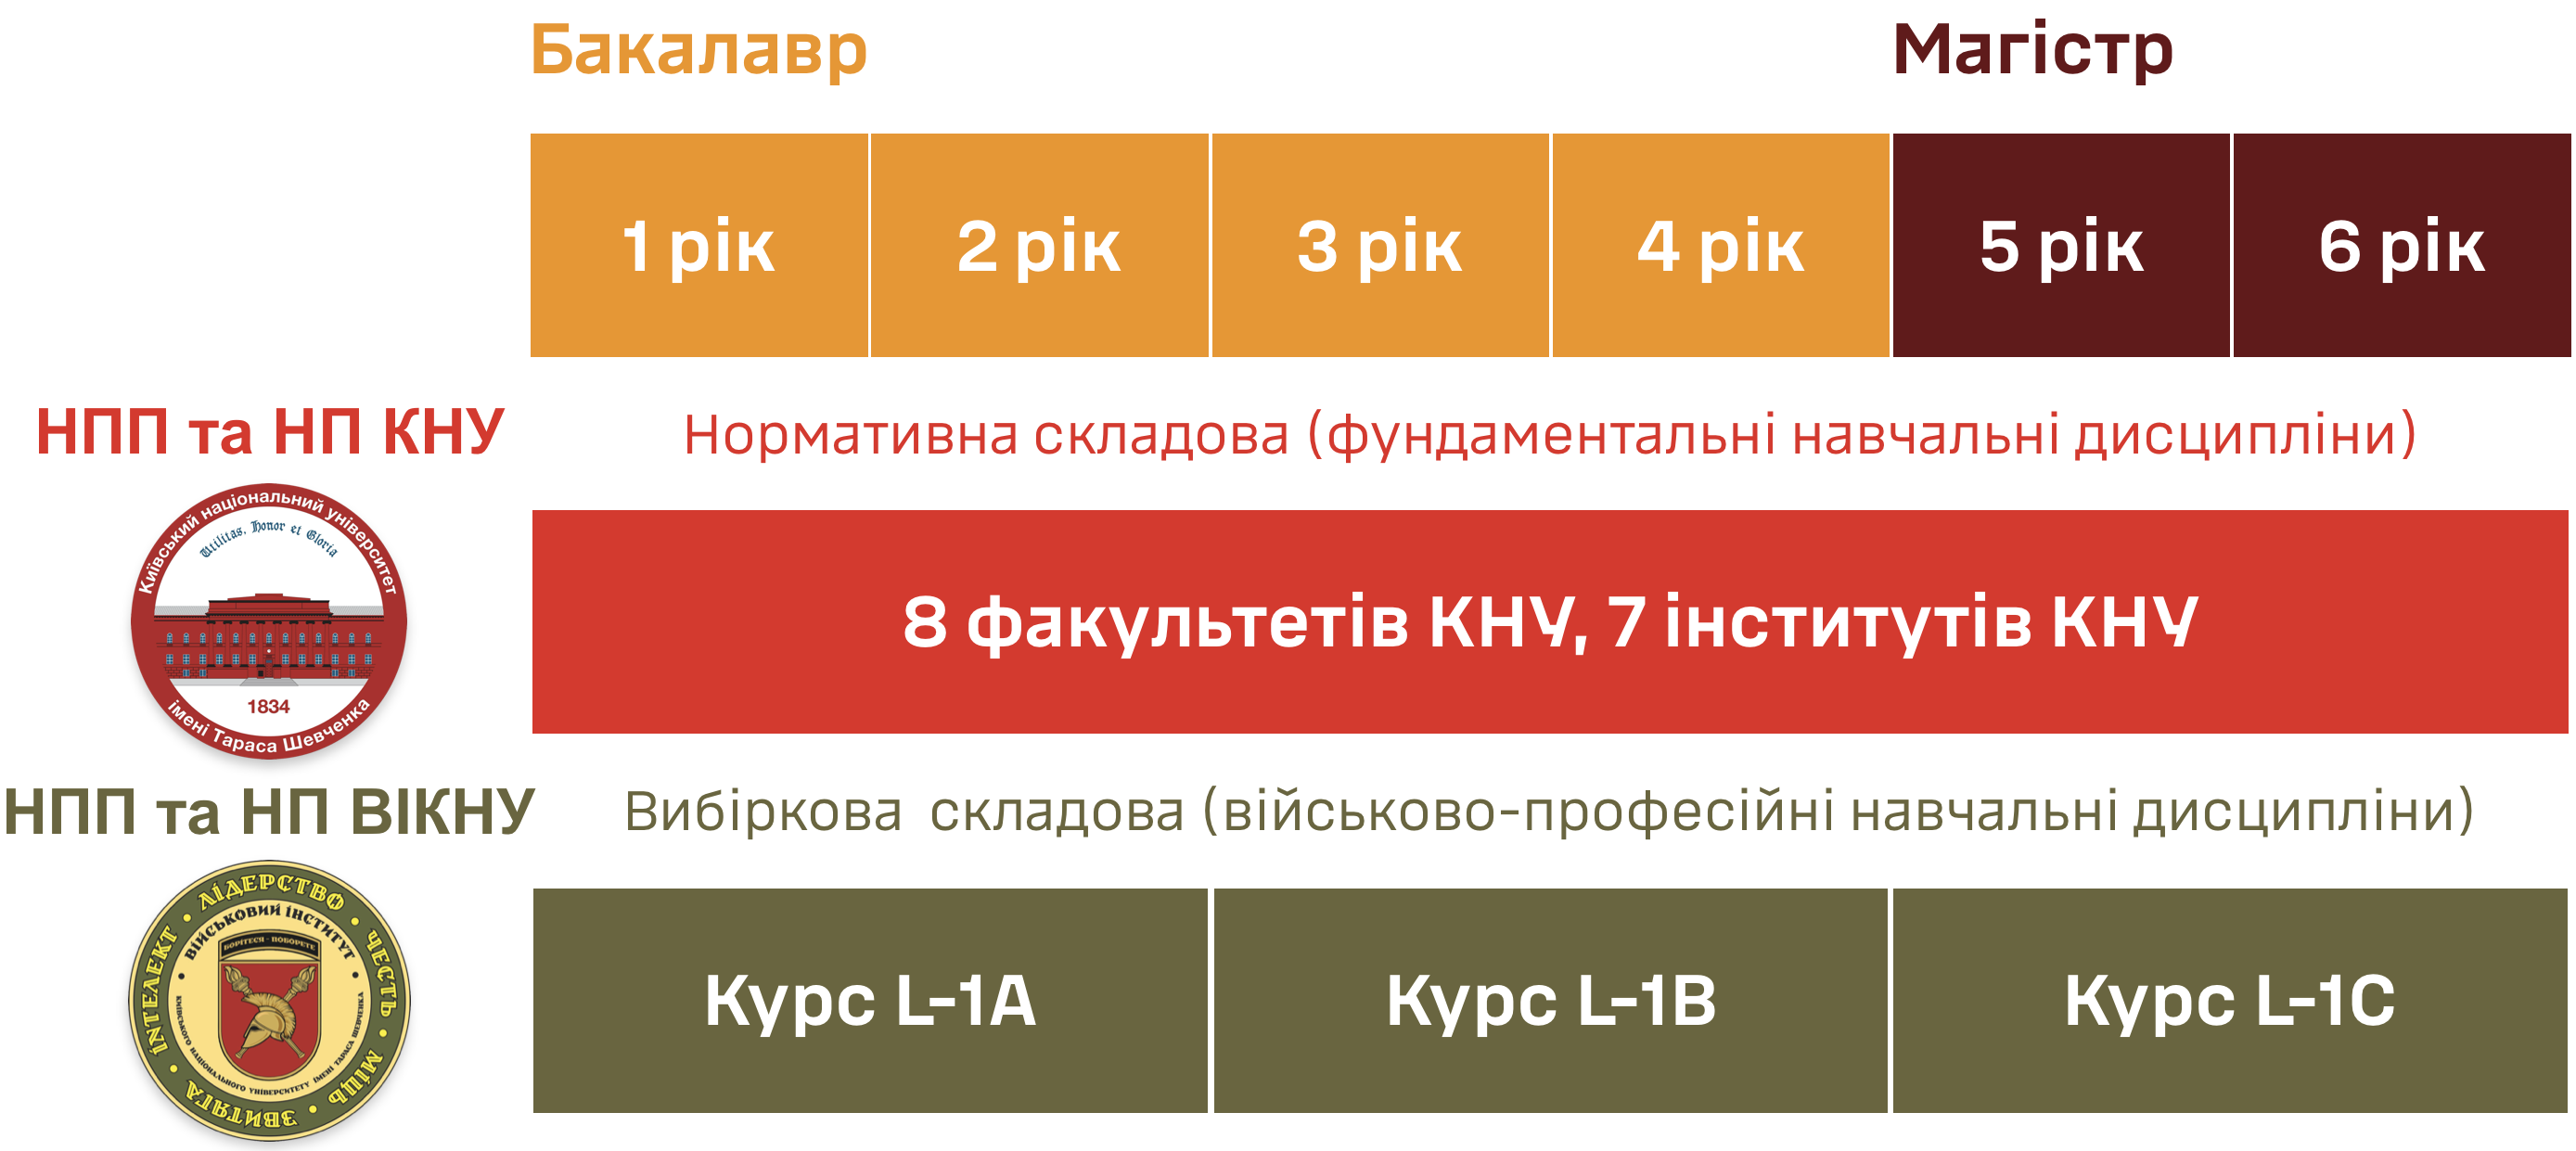 Бакалавр
Магістр
1 рік
2 рік
3 рік
4 рік
5 рік
6 рік
НПП та НП КНУ
Нормативна складова (фундаментальні навчальні дисципліни)
Київський національний університет
Utilitas, Honor et Gloria
1834
імені Тараса Шевченка
8 факультетів КНУ, 7 інститутів КНУ
НПП та НП ВІКНУ
Вибіркова складова (військово-професійні навчальні дисципліни)
ІНТЕЛЕКТ • ЛІДЕРСТВО • ЧЕСТЬ • МІЦЬ • ЗВИТЯГА
ВІЙСЬКОВИЙ ІНСТИТУТ
БОРІТЕСЯ - ПОБОРЕТЕ
КИЇВСЬКОГО НАЦІОНАЛЬНОГО УНІВЕРСИТЕТУ ІМЕНІ ТАРАСА ШЕВЧЕНКА
Курс L-1A
Курс L-1B
Курс L-1C